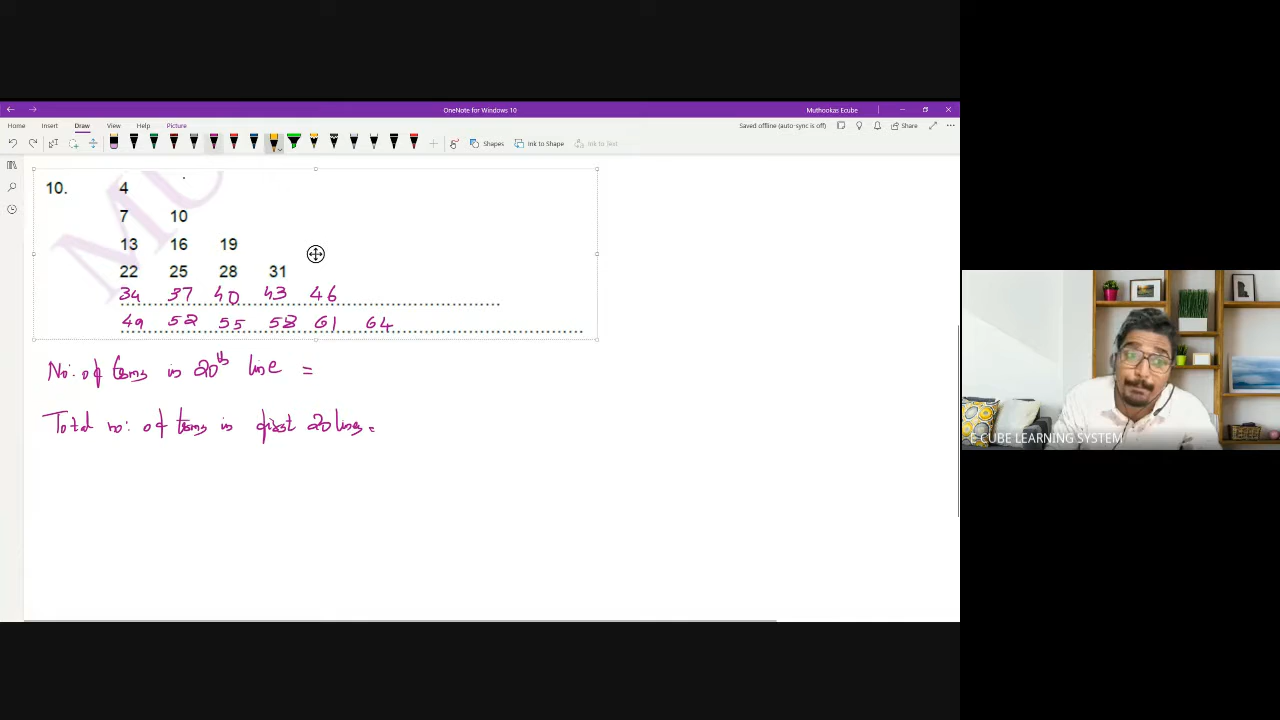 OneNote for Windows 10
Muthookas Ecube
Home Insert Draw View Help Picture
Saved offline (auto-sync is off)
Share
Shapes
Ink to Shape
Ink to Text
10. 4
7 10
13 16 19
22 25 28 31
34 37 40 43 46
49 52 55 58 61 64
No: of terms in 20th line =
Total no: of terms in first 20 lines =
E CUBE LEARNING SYSTEM